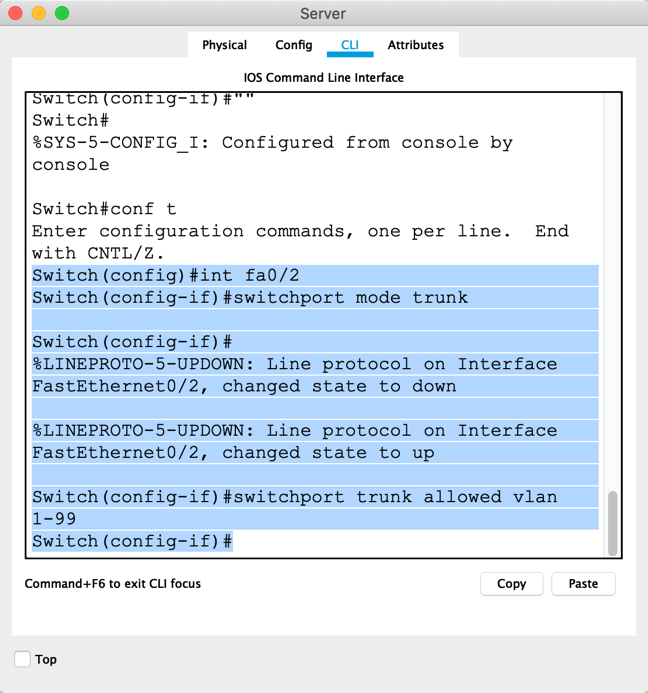 Server
Physical Config CLI Attributes
IOS Command Line Interface
Switch(config-if)#""
Switch#
%SYS-5-CONFIG_I: Configured from console by
console
Switch#conf t
Enter configuration commands, one per line.  End
with CNTL/Z.
Switch(config)#int fa0/2
Switch(config-if)#switchport mode trunk
Switch(config-if)#
%LINEPROTO-5-UPDOWN: Line protocol on Interface
FastEthernet0/2, changed state to down
%LINEPROTO-5-UPDOWN: Line protocol on Interface
FastEthernet0/2, changed state to up
Switch(config-if)#switchport trunk allowed vlan
1-99
Switch(config-if)#
Command+F6 to exit CLI focus
Copy Paste
Top